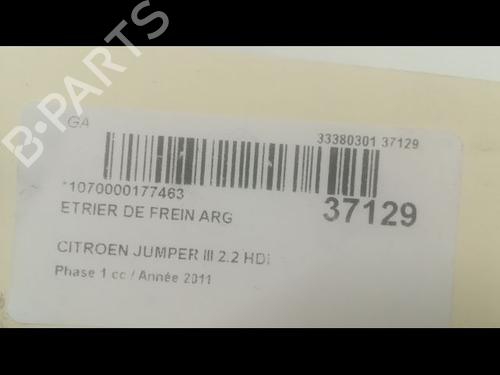 B-PARTS
GA
33380301 37129
*1070000177463
37129
ETRIER DE FREIN ARG
CITROEN JUMPER III 2.2 HDi
Phase 1 cc / Année 2011